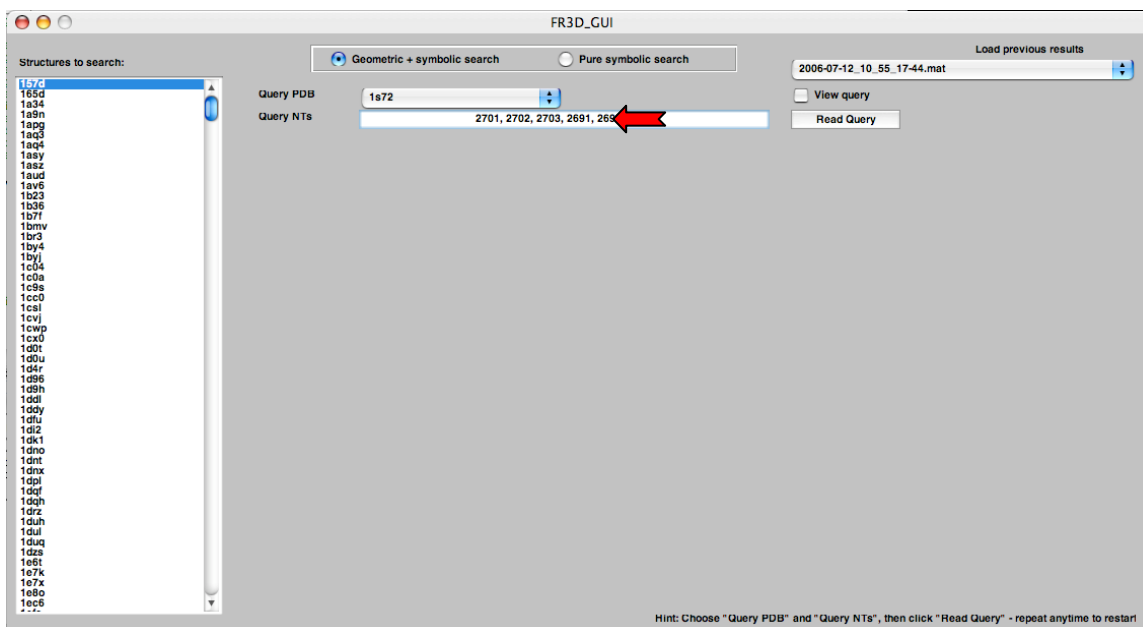 FR3D_GUI
Structures to search:
Geometric + symbolic search
Pure symbolic search
Load previous results
2006-07-12_10_55_17-44.mat
Query PDB
1s72
View query
Query NTs
2701, 2702, 2703, 2691, 269
Read Query
157d
165d
1a34
1a9n
1apg
1aq3
1aq4
1asy
1asz
1aud
1av6
1b23
1b36
1b7f
1bmv
1br3
1by4
1byj
1c04
1c0a
1c9s
1cc0
1csl
1cvj
1cwp
1cx0
1d0t
1d0u
1d4r
1d96
1d9h
1ddl
1ddy
1dfu
1di2
1dk1
1dno
1dnt
1dnx
1dpl
1dqf
1dqh
1drz
1duh
1dul
1duq
1dzs
1e6t
1e7k
1e7x
1e8o
1ec6
Hint: Choose "Query PDB" and "Query NTs", then click "Read Query" - repeat anytime to restart